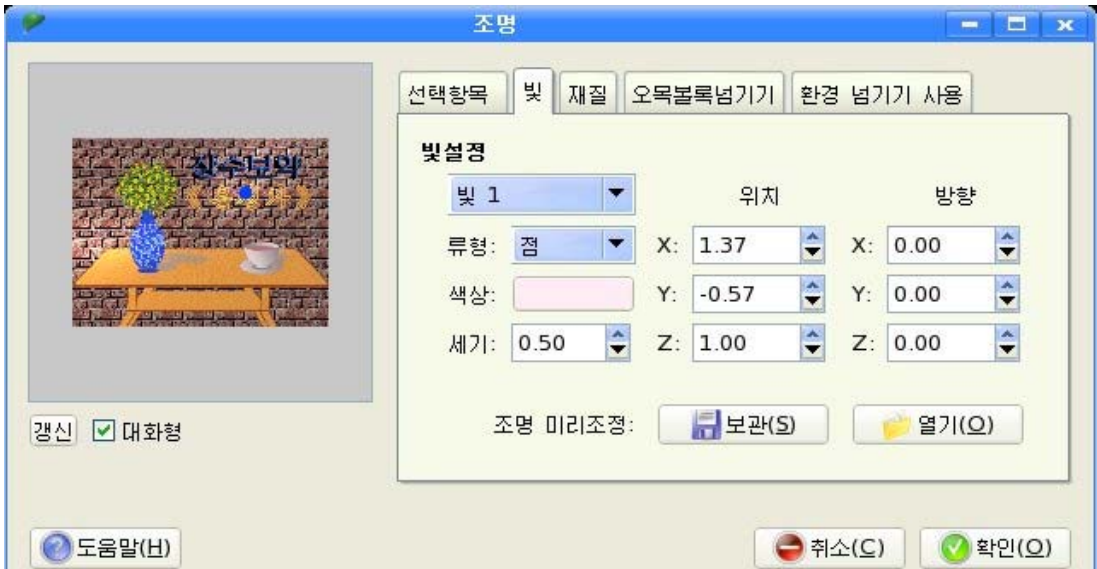 조명
선택항목 빛 재질 오목볼록넘기기 환경 넘기기 사용
빛설정
빛 1 위치 방향
류형: 점 X: 1.37 X: 0.00
색상: Y: -0.57 Y: 0.00
세기: 0.50 Z: 1.00 Z: 0.00
조명 미리조정: 보관(S) 열기(O)
갱신 대화형
도움말(H) 취소(C) 확인(O)